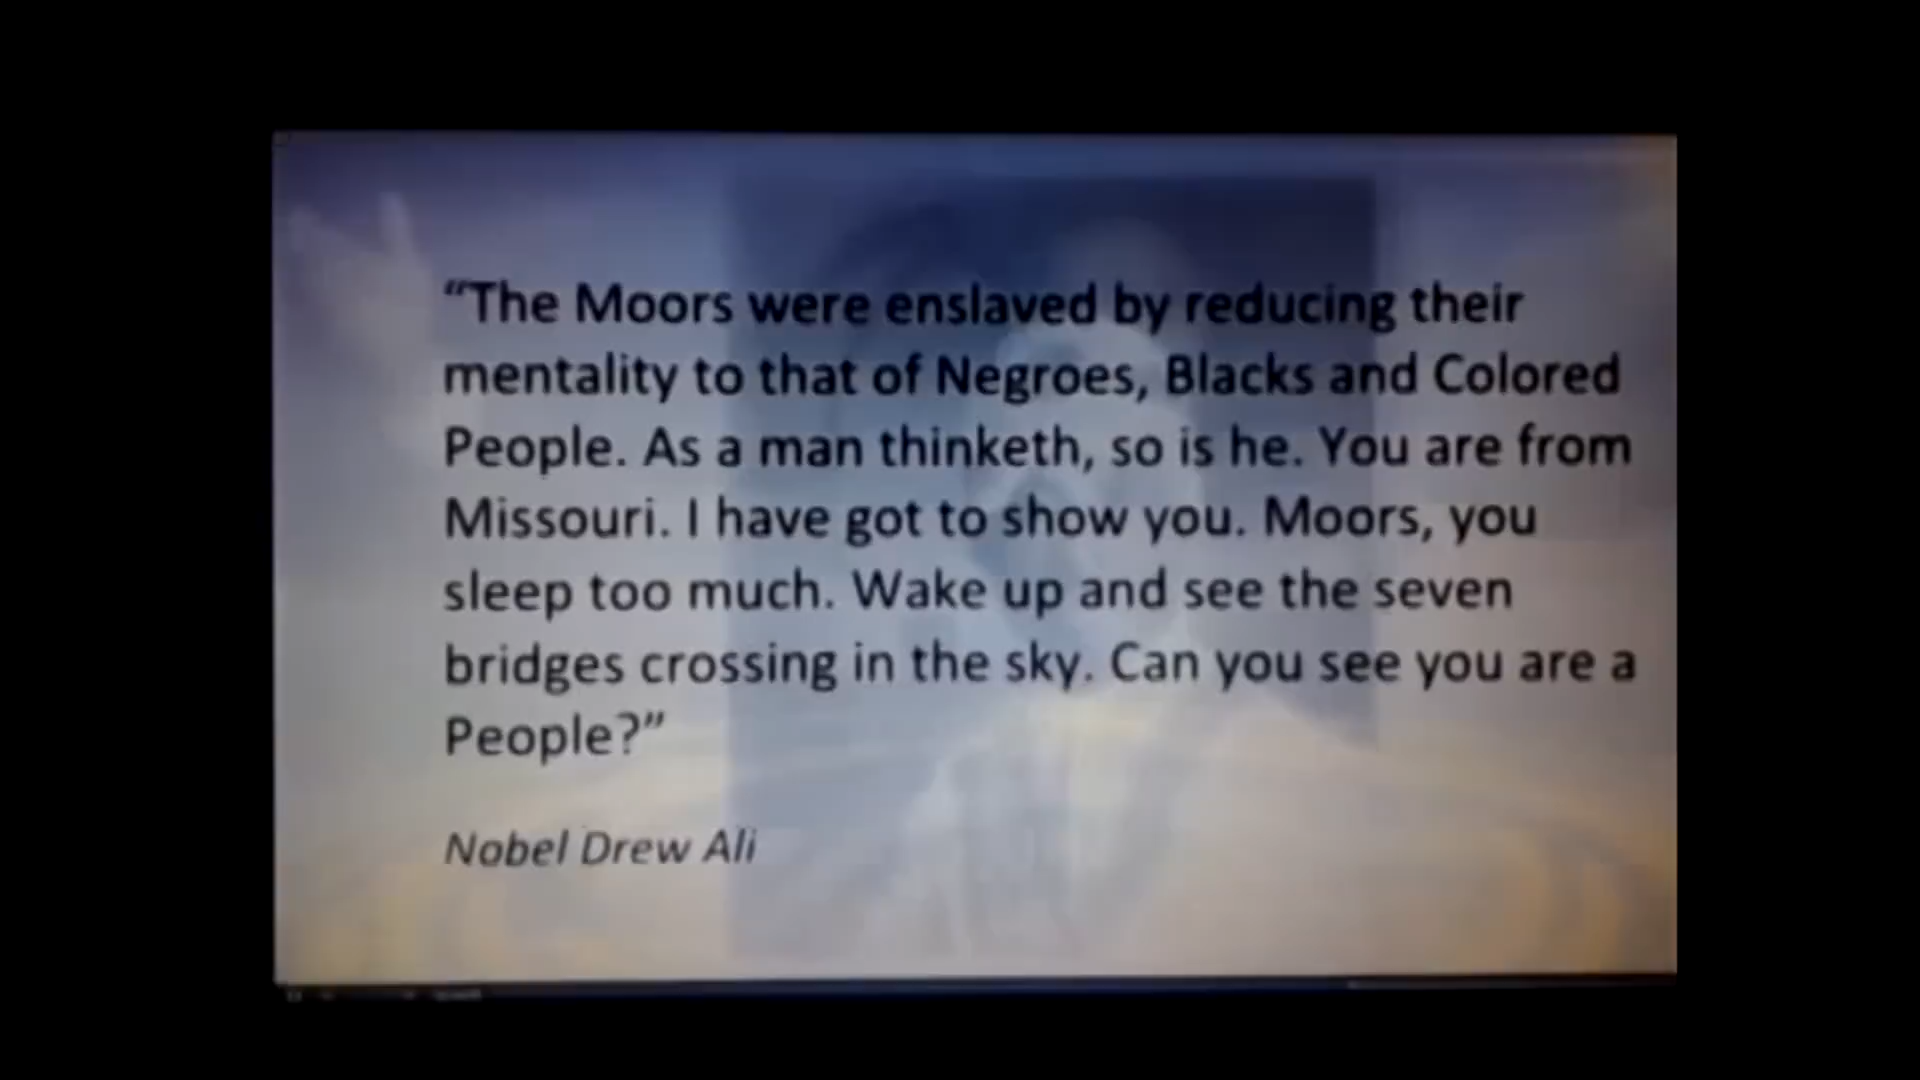 “The Moors were enslaved by reducing their
mentality to that of Negroes, Blacks and Colored
People. As a man thinketh, so is he. You are from
Missouri. I have got to show you. Moors, you
sleep too much. Wake up and see the seven
bridges crossing in the sky. Can you see you are a
People?”
Nobel Drew Ali